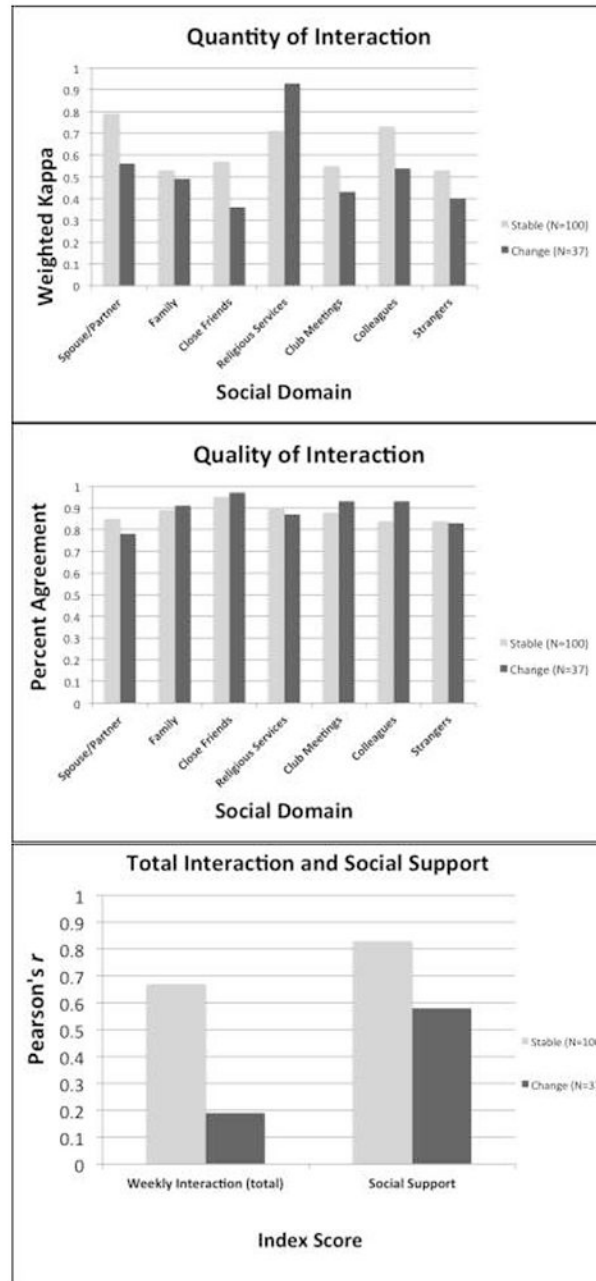 Quantity of Interaction
Weighted Kappa
1
0.9
0.8
0.7
0.6
0.5
0.4
0.3
0.2
0.1
0
Spouse/Partner
Family
Close Friends
Religious Services
Club Meetings
Colleagues
Strangers
Stable (N=100)
Change (N=37)
Social Domain
Quality of Interaction
Percent Agreement
1
0.9
0.8
0.7
0.6
0.5
0.4
0.3
0.2
0.1
0
Spouse/Partner
Family
Close Friends
Religious Services
Club Meetings
Colleagues
Strangers
Stable (N=100)
Change (N=37)
Social Domain
Total Interaction and Social Support
Pearson's r
1
0.9
0.8
0.7
0.6
0.5
0.4
0.3
0.2
0.1
0
Weekly Interaction (total)
Social Support
Stable
Change
Index Score